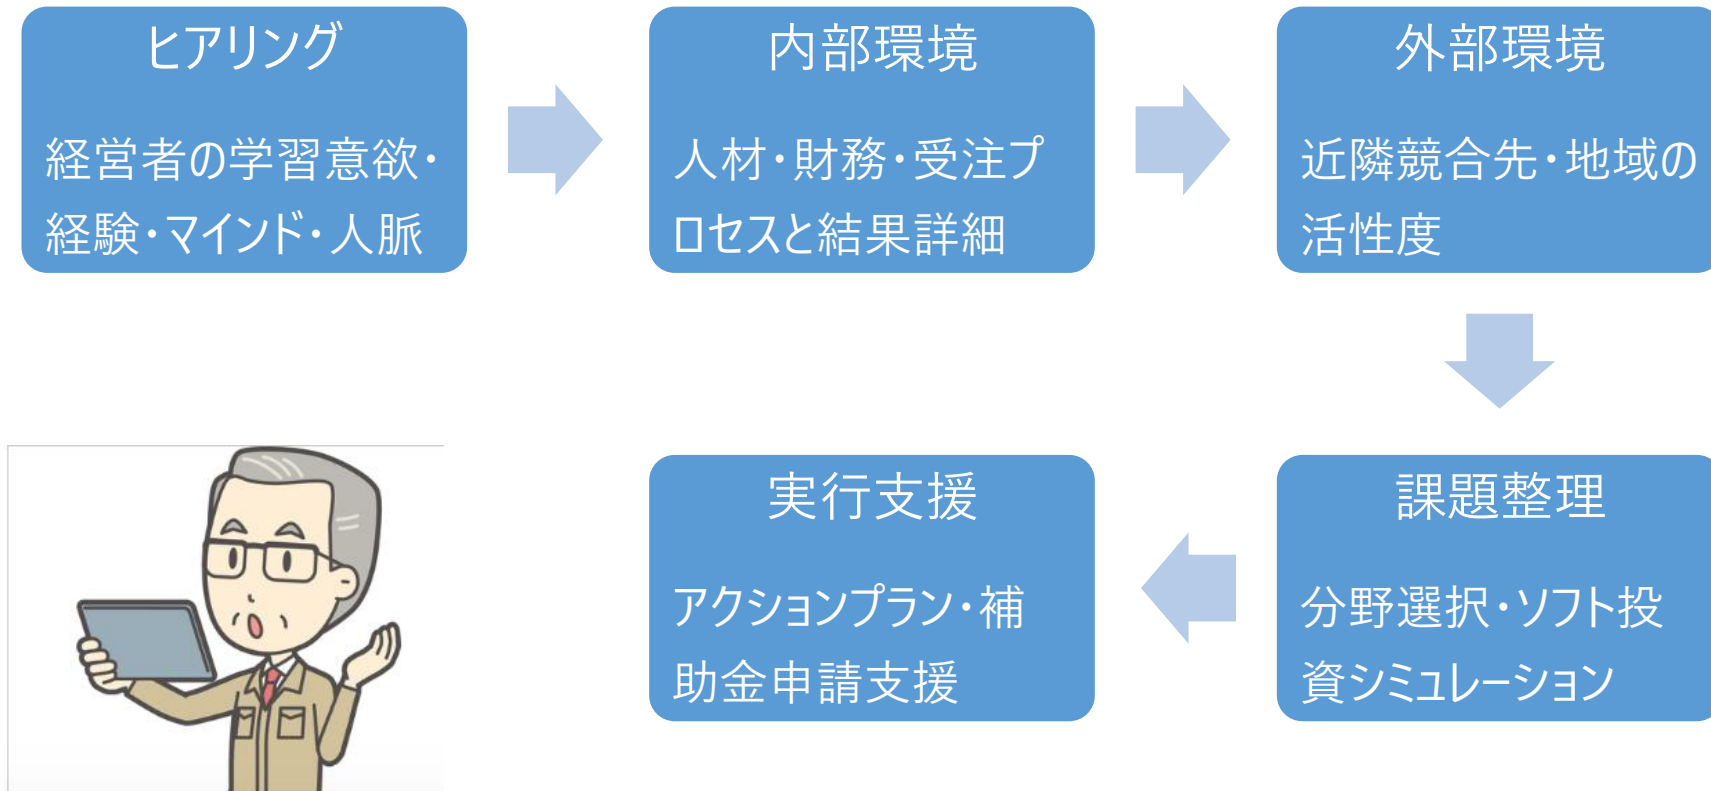 ヒアリング
経営者の学習意欲・
経験・マインド・人脈
内部環境
人材・財務・受注プ
ロセスと結果詳細
外部環境
近隣競合先・地域の
活性度
課題整理
分野選択・ソフト投
資シミュレーション
実行支援
アクションプラン・補
助金申請支援